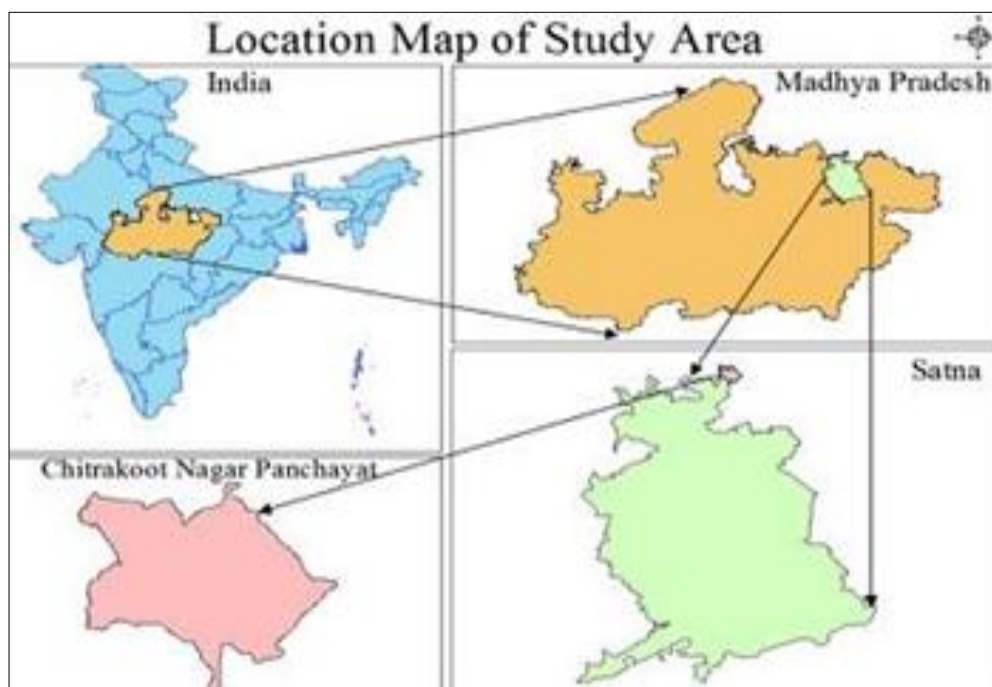 Location Map of Study Area
India
Madhya Pradesh
Satna
Chitrakoot Nagar Panchayat